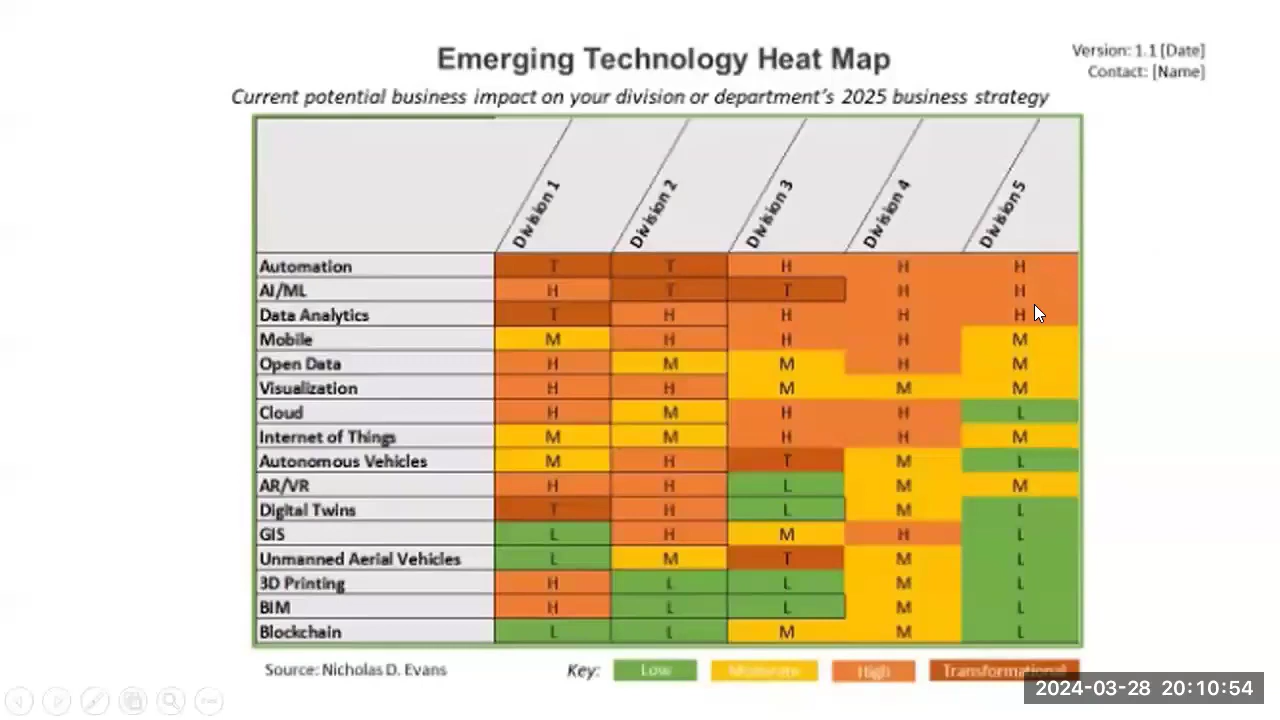 Emerging Technology Heat Map
Version: 1.1 [Date]
Contact: [Name]
Current potential business impact on your division or department's 2025 business strategy
Division 1 Division 2 Division 3 Division 4 Division 5
Automation T T H H H
AI/ML H T T H H
Data Analytics T H H H H
Mobile M H H H M
Open Data H M M H M
Visualization H H M M M
Cloud H M H H L
Internet of Things M M H H M
Autonomous Vehicles M H T M L
AR/VR H H L M M
Digital Twins T H L M L
GIS L H M H L
Unmanned Aerial Vehicles L M T M L
3D Printing H L L M L
BIM H L L M L
Blockchain L L M M L
Source: Nicholas D. Evans Key: Low Moderate High Transformational
2024-03-28 20:10:54